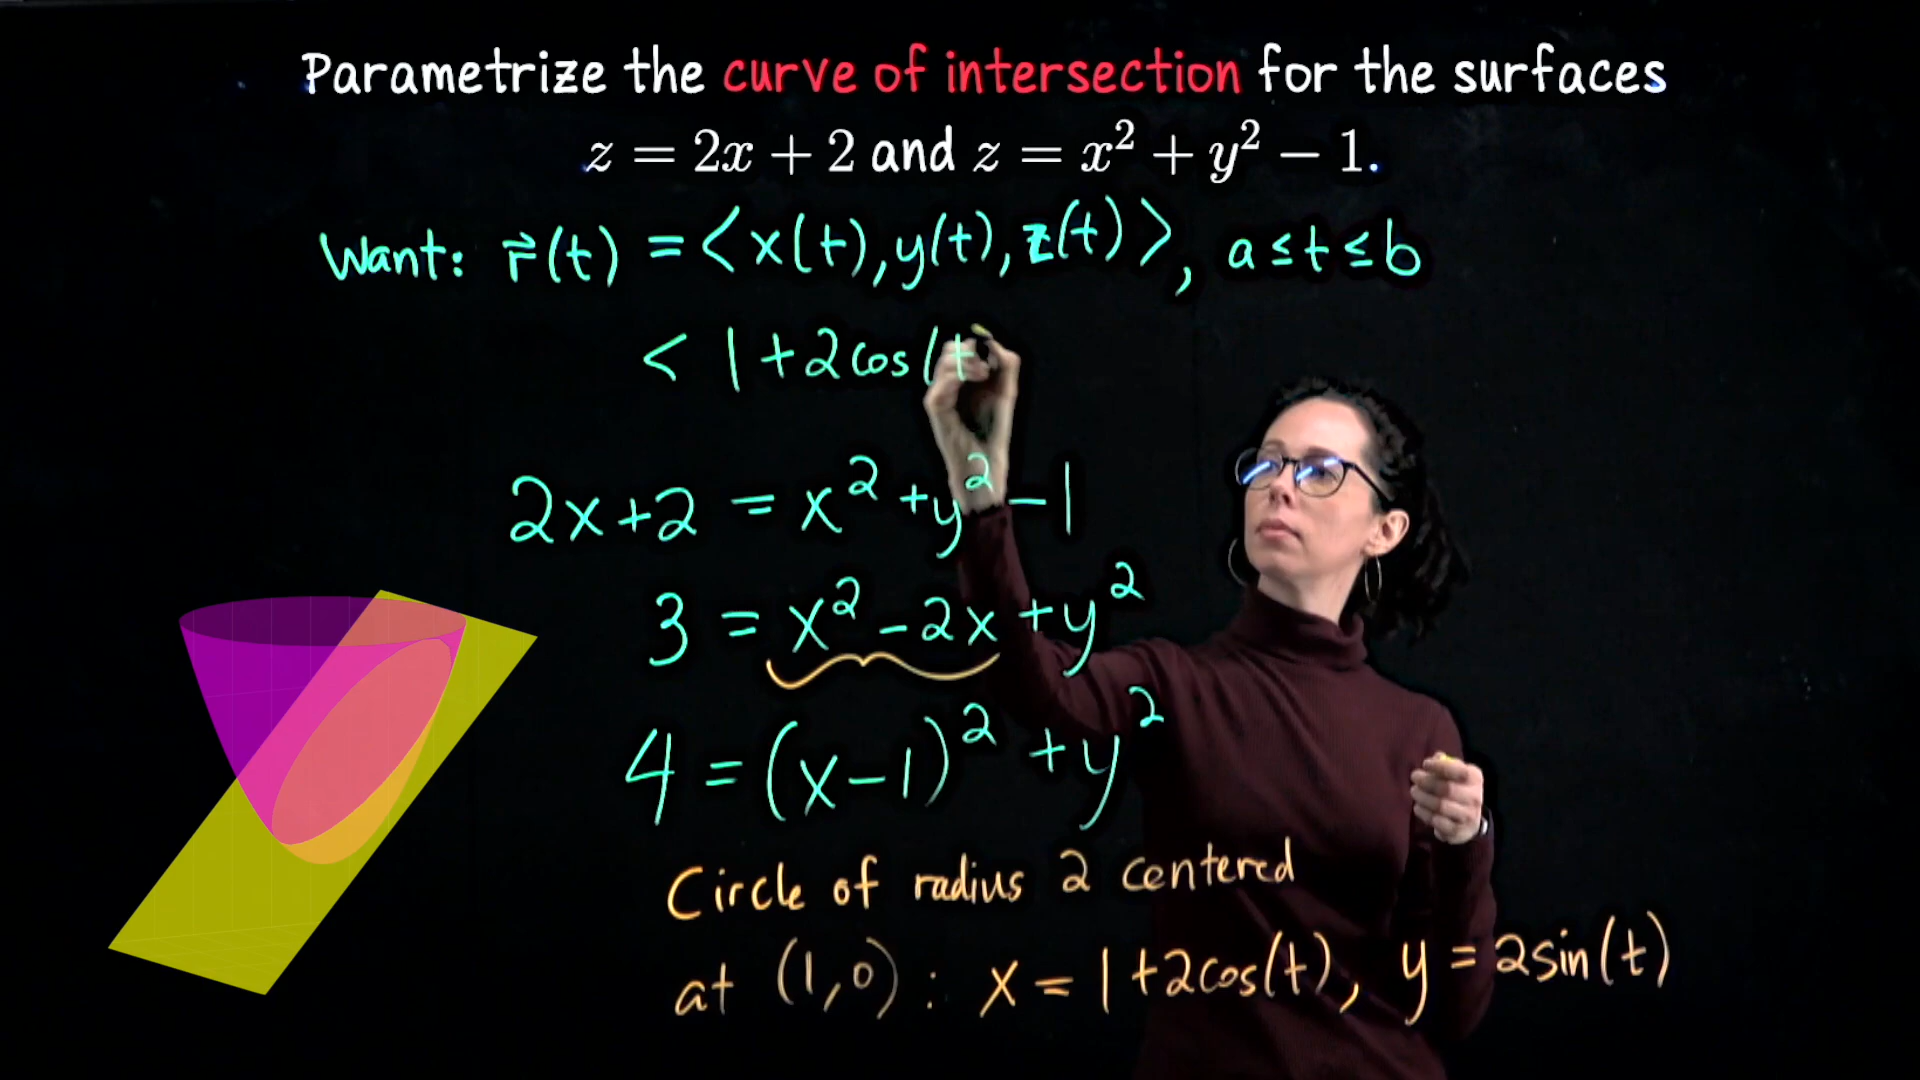 Parametrize the curve of intersection for the surfaces
z = 2x + 2 and z = x² + y² − 1.
Want: r⃗(t) = <x(t), y(t), z(t)>, a ≤ t ≤ b
< 1+2cos(t
2x+2 = x² + y² − 1
3 = x² − 2x + y²
4 = (x−1)² + y²
Circle of radius 2 centered
at (1,0) : x = 1+2cos(t), y = 2sin(t)